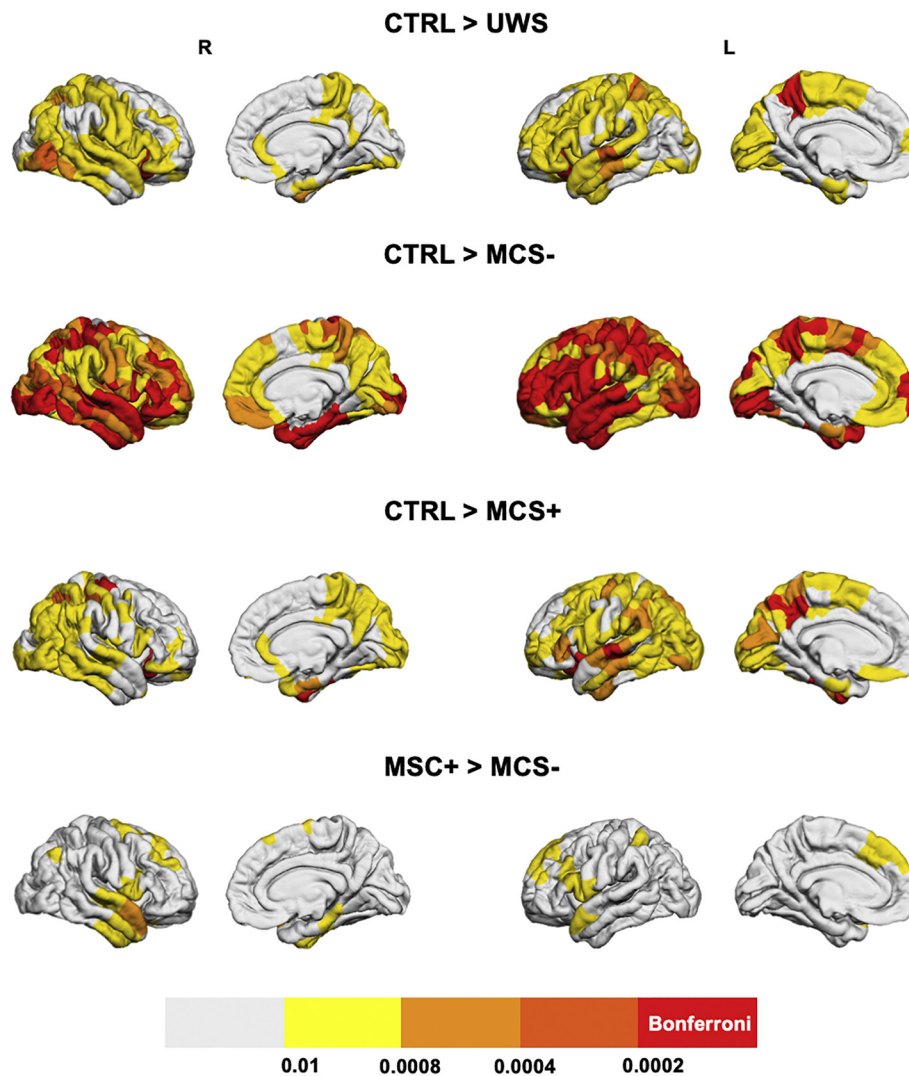 CTRL > UWS
R L
CTRL > MCS-
CTRL > MCS+
MSC+ > MCS-
Bonferroni
0.01 0.0008 0.0004 0.0002